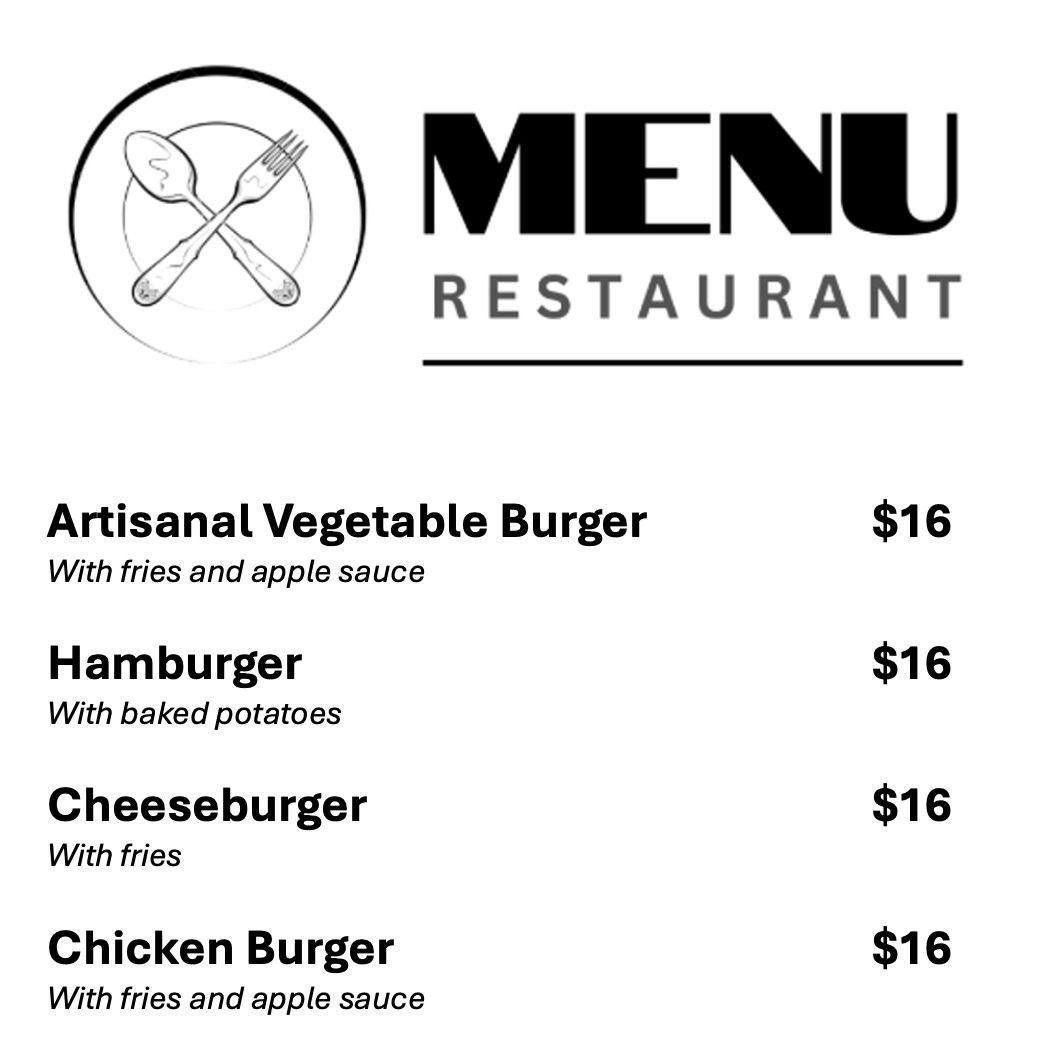 MENU
RESTAURANT
Artisanal Vegetable Burger $16
With fries and apple sauce
Hamburger $16
With baked potatoes
Cheeseburger $16
With fries
Chicken Burger $16
With fries and apple sauce